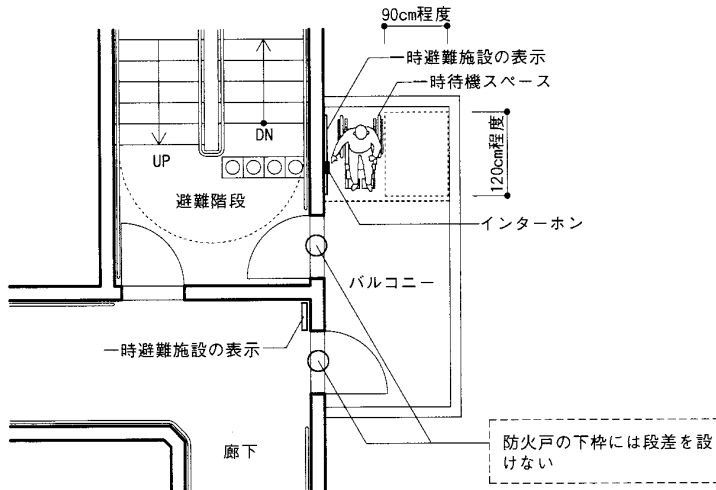 90cm程度
一時避難施設の表示
一時待機スペース
120cm程度
DN
UP
避難階段
インターホン
バルコニー
一時避難施設の表示
廊下
防火戸の下枠には段差を設
けない